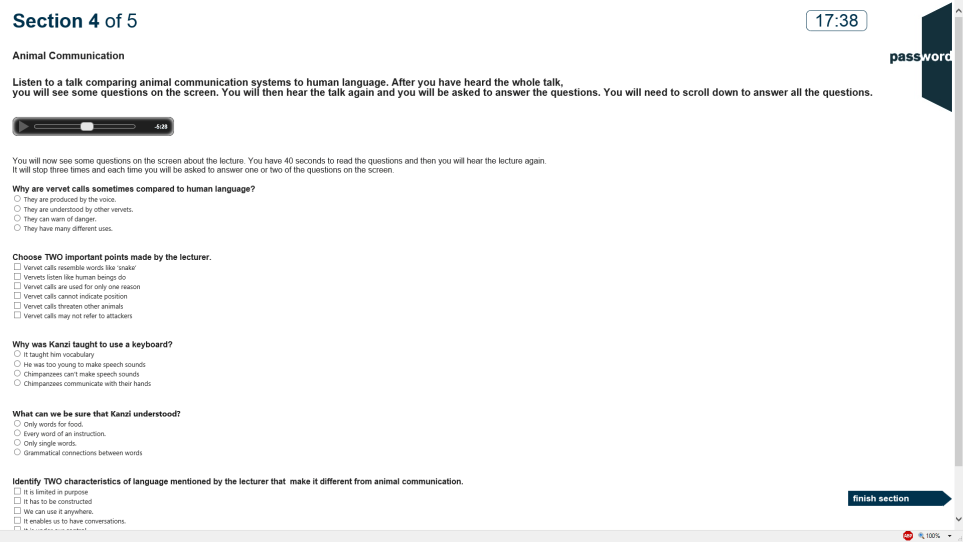 Section 4 of 5
17:38
password
Animal Communication
Listen to a talk comparing animal communication systems to human language. After you have heard the whole talk,
you will see some questions on the screen. You will then hear the talk again and you will be asked to answer the questions. You will need to scroll down to answer all the questions.
-5:28
You will now see some questions on the screen about the lecture. You have 40 seconds to read the questions and then you will hear the lecture again.
It will stop three times and each time you will be asked to answer one or two of the questions on the screen.
Why are vervet calls sometimes compared to human language?
They are produced by the voice.
They are understood by other vervets.
They can warn of danger.
They have many different uses.
Choose TWO important points made by the lecturer.
Vervet calls resemble words like 'snake'
Vervets listen like human beings do
Vervet calls are used for only one reason
Vervet calls cannot indicate position
Vervet calls threaten other animals
Vervet calls may not refer to attackers
Why was Kanzi taught to use a keyboard?
It taught him vocabulary
He was too young to make speech sounds
Chimpanzees can't make speech sounds
Chimpanzees communicate with their hands
What can we be sure that Kanzi understood?
Only words for food.
Every word of an instruction.
Only single words.
Grammatical connections between words
Identify TWO characteristics of language mentioned by the lecturer that make it different from animal communication.
It is limited in purpose
It has to be constructed
We can use it anywhere.
It enables us to have conversations.
finish section
ABP
100%